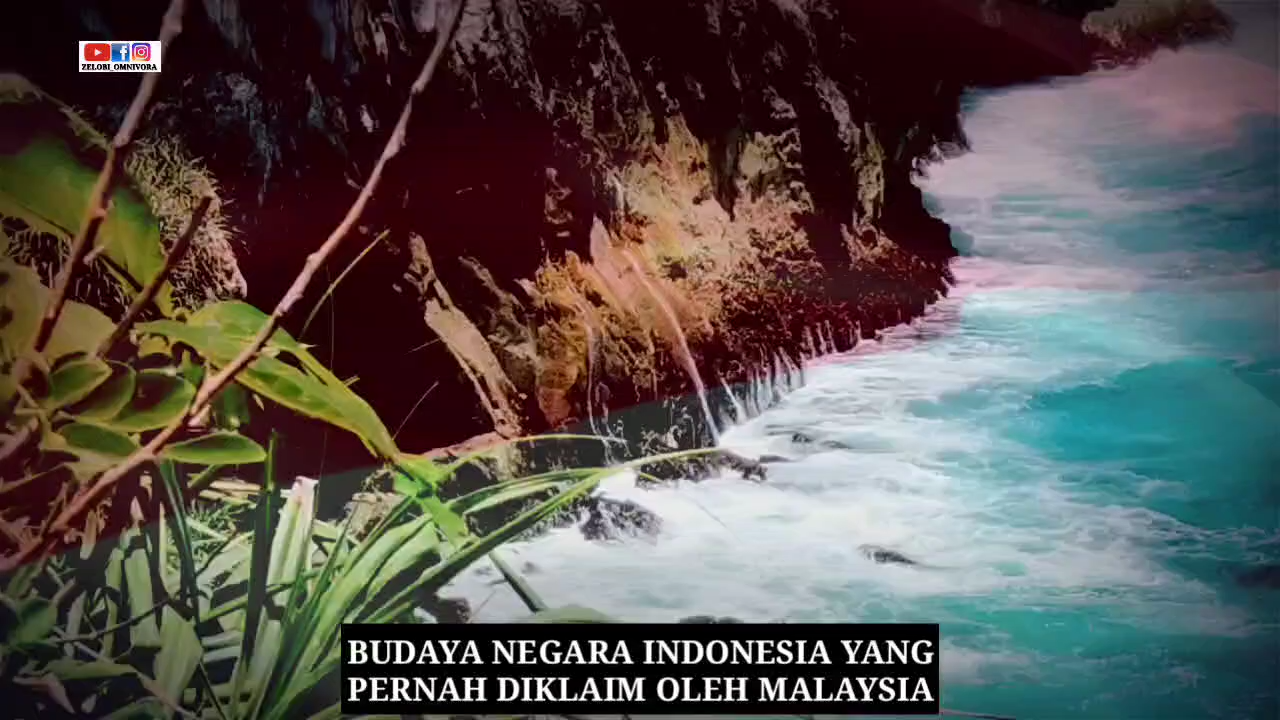 ZELOBI_OMNIVORA
BUDAYA NEGARA INDONESIA YANG
PERNAH DIKLAIM OLEH MALAYSIA